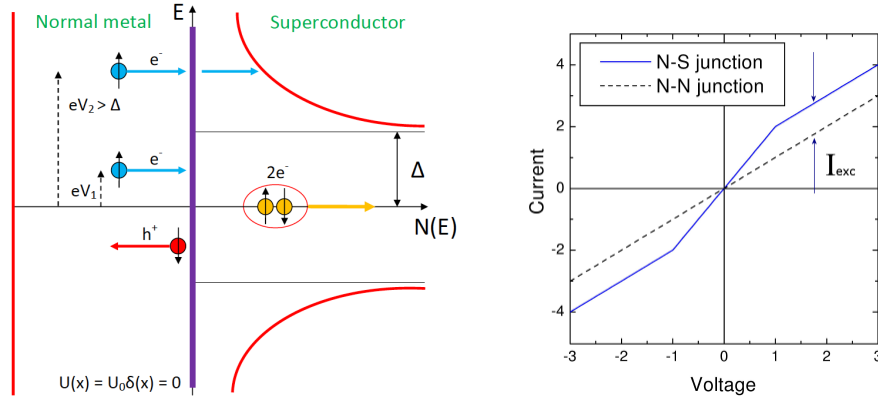 Normal metal
E
Superconductor
e⁻
eV₂ > Δ
e⁻
eV₁
2e⁻
Δ
N(E)
h⁺
U(x) = U₀δ(x) = 0
N-S junction
N-N junction
Iexc
Current
4
2
0
-2
-4
-3
-2
-1
0
1
2
3
Voltage